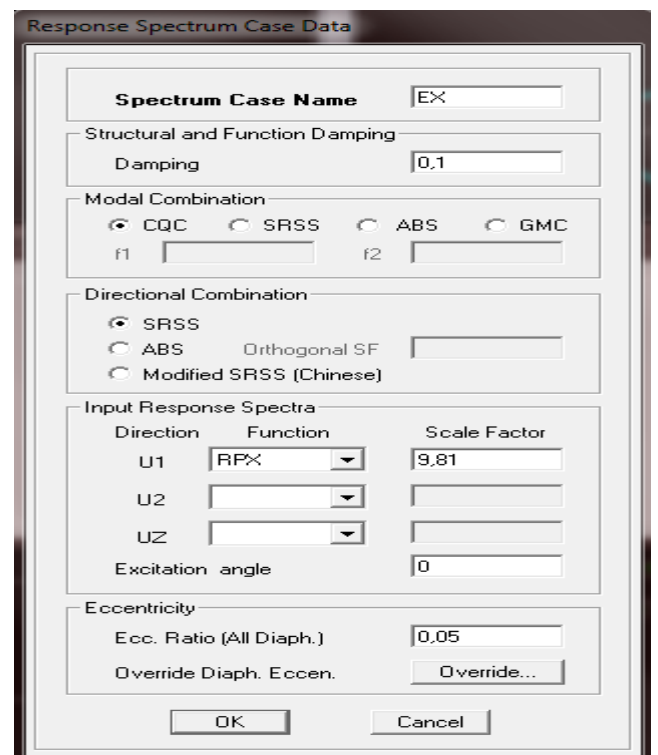 Response Spectrum Case Data
Spectrum Case Name EX
Structural and Function Damping
Damping 0,1
Modal Combination
CQC SRSS ABS GMC
f1 f2
Directional Combination
SRSS
ABS Orthogonal SF
Modified SRSS (Chinese)
Input Response Spectra
Direction Function Scale Factor
U1 RPX 9,81
U2
UZ
Excitation angle 0
Eccentricity
Ecc. Ratio (All Diaph.) 0,05
Override Diaph. Eccen. Override...
OK Cancel